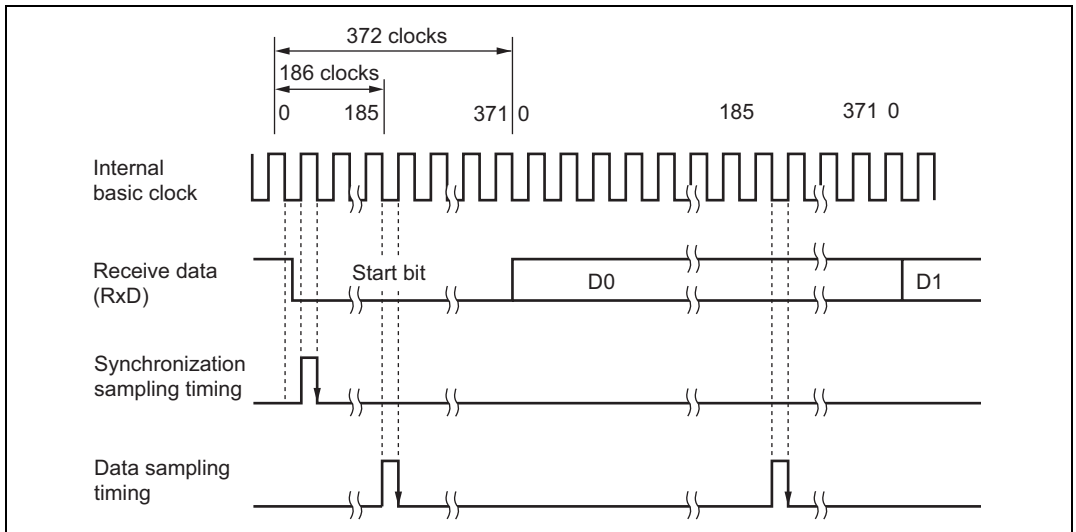 372 clocks
186 clocks
0 185 371 0 185 371 0
Internal
basic clock
Receive data
(RxD)
Start bit D0 D1
Synchronization
sampling timing
Data sampling
timing